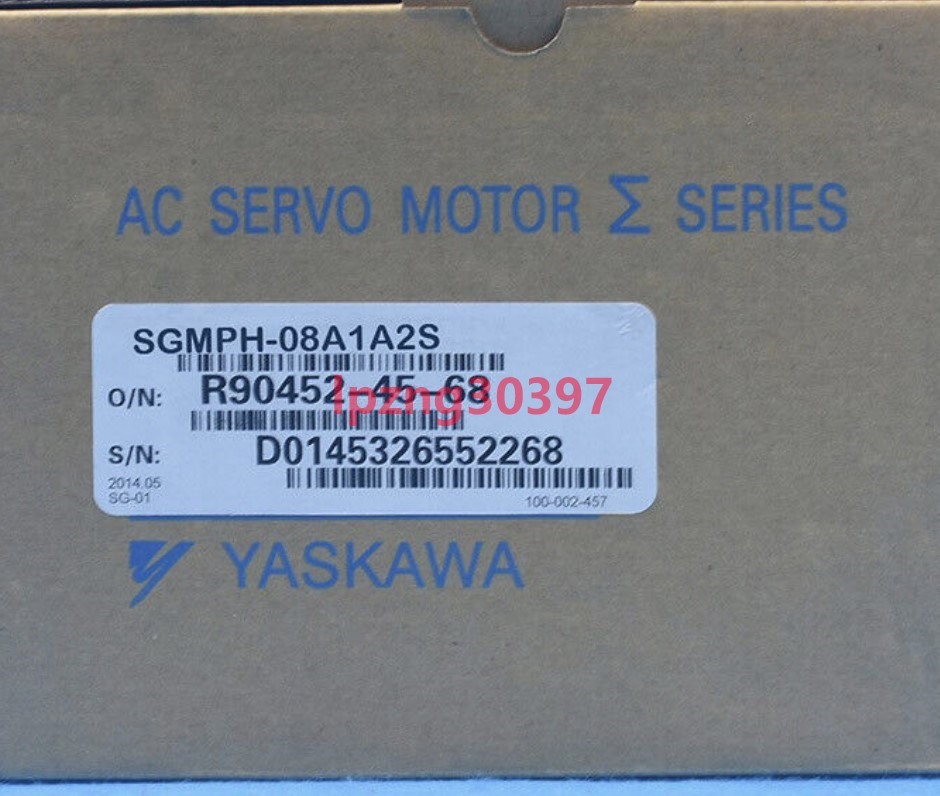 AC SERVO MOTOR Σ SERIES
SGMPH-08A1A2S
O/N: R90452-45-68
lpzng30397
S/N: D0145326552268
2014.05
SG-01
100-002-457
YASKAWA